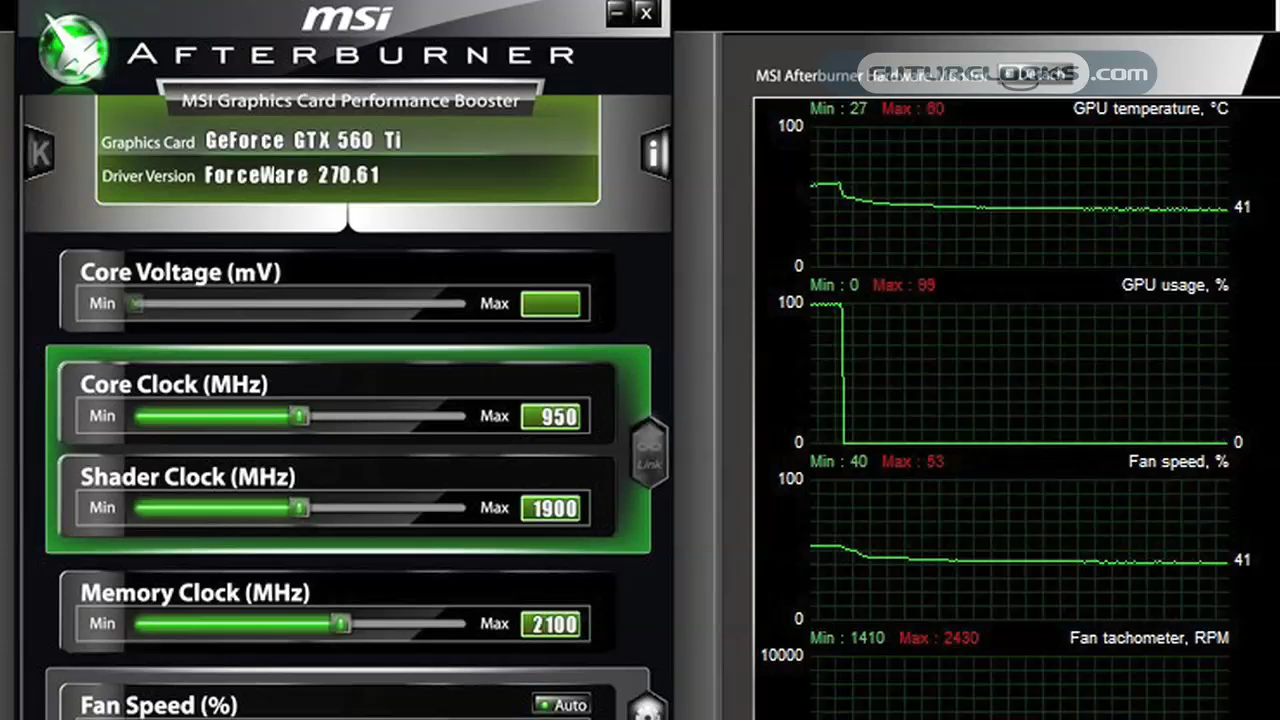 msi
AFTERBURNER
MSI Graphics Card Performance Booster
Graphics Card GeForce GTX 560 Ti
Driver Version ForceWare 270.61
K
i
Core Voltage (mV)
Min Max
Core Clock (MHz)
Min Max 950
Shader Clock (MHz)
Min Max 1900
Link
Memory Clock (MHz)
Min Max 2100
Fan Speed (%)
Auto
MSI Afterburner Hardware Monitor Detach
.com
Min : 27 Max : 60 GPU temperature, °C
100
41
0
Min : 0 Max : 99 GPU usage, %
100
0 0
Min : 40 Max : 53 Fan speed, %
100
41
0
Min : 1410 Max : 2430 Fan tachometer, RPM
10000